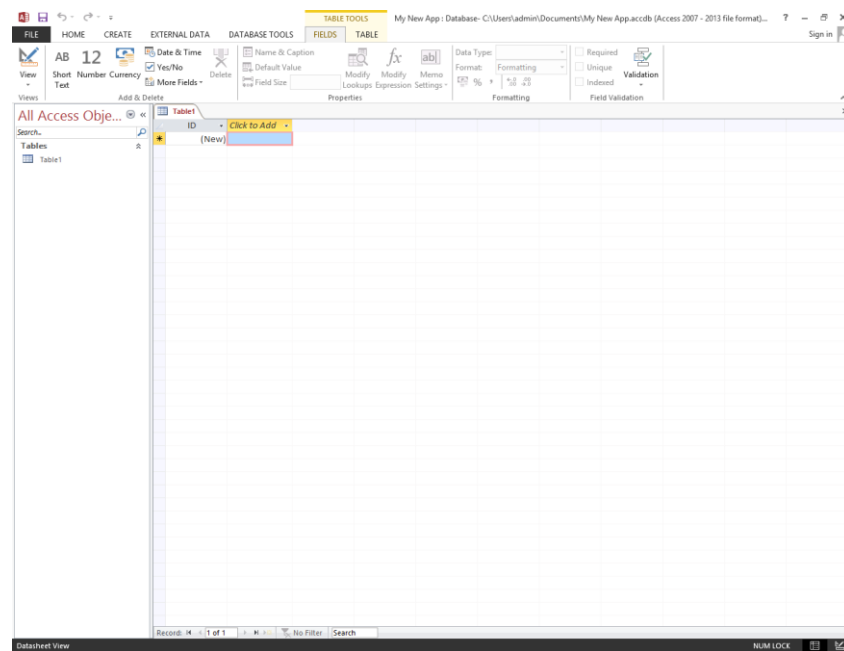 TABLE TOOLS
My New App : Database- C:\Users\admin\Documents\My New App.accdb (Access 2007 - 2013 file format)...
FILE HOME CREATE EXTERNAL DATA DATABASE TOOLS FIELDS TABLE Sign in
View
AB Short Text
12 Number
Currency
Date & Time
Yes/No
More Fields
Delete
Name & Caption
Default Value
Field Size
Modify Lookups
fx Modify Expression
ab| Memo Settings
Data Type:
Format: Formatting
% ,
Required
Unique
Indexed
Validation
Views Add & Delete Properties Formatting Field Validation
All Access Obje...
Search..
Tables
Table1
Table1
ID Click to Add
(New)
Record: 1 of 1 No Filter Search
Datasheet View NUM LOCK